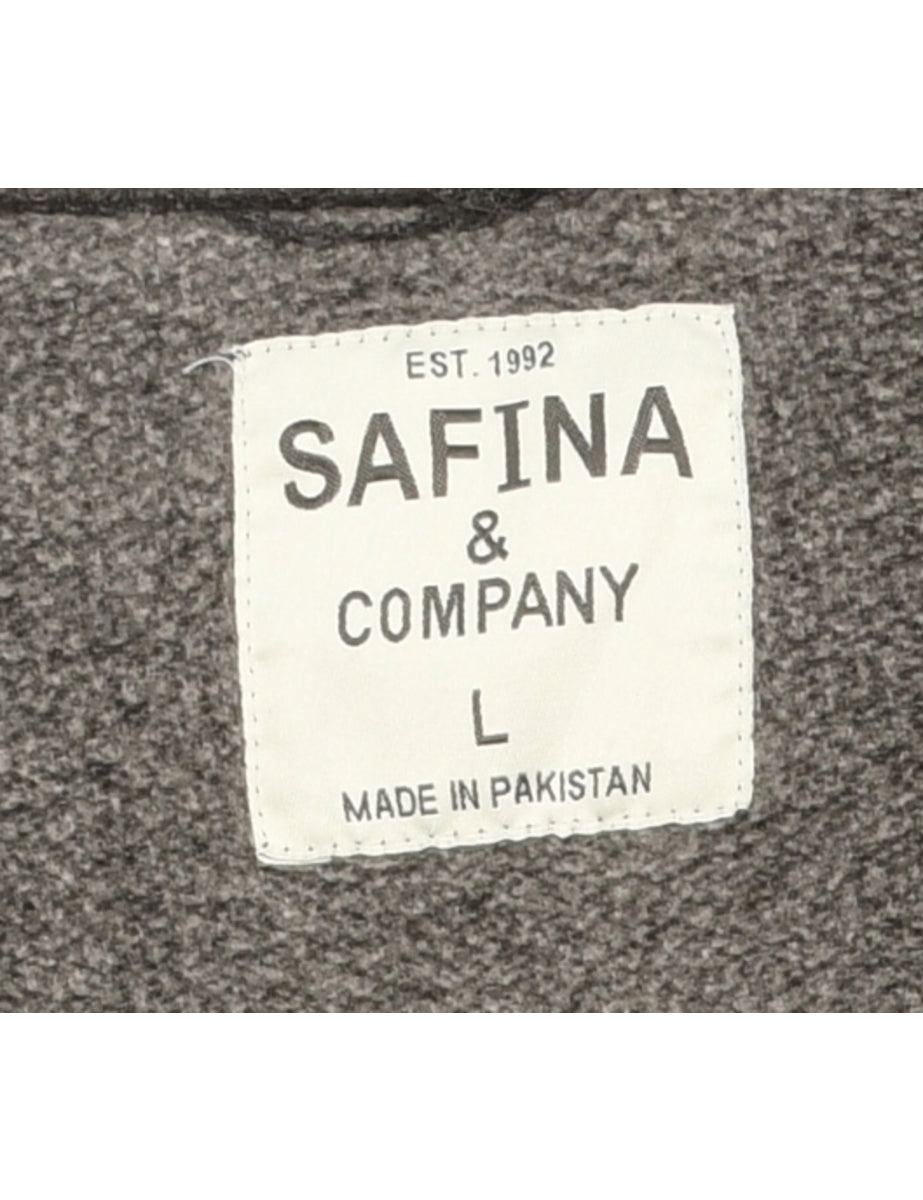 EST. 1992
SAFINA
&
COMPANY
L
MADE IN PAKISTAN